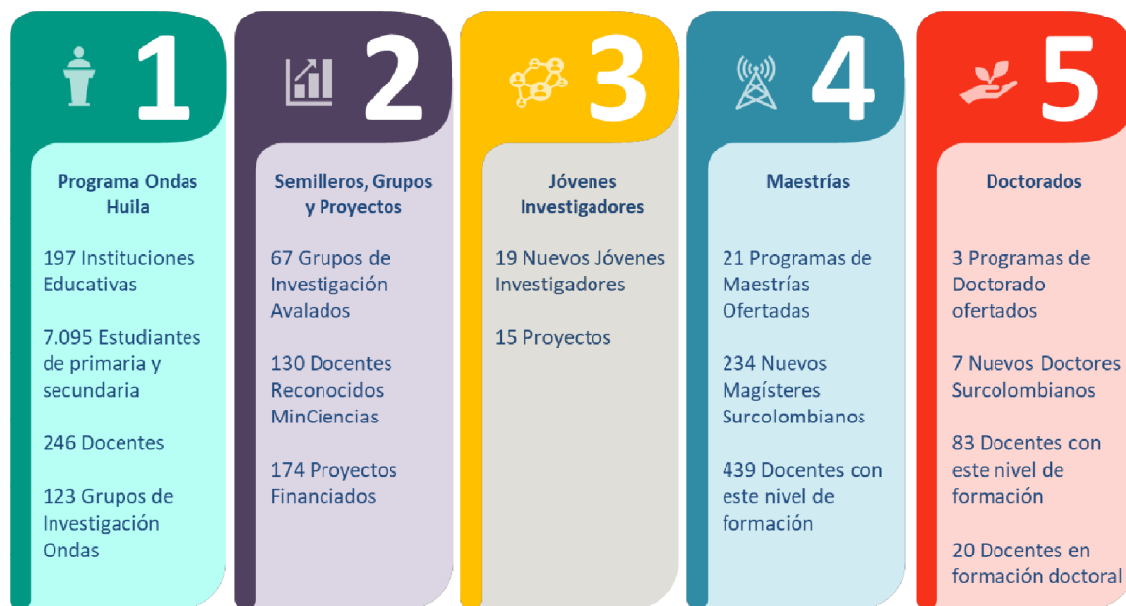 1
Programa Ondas
Huila
197 Instituciones
Educativas
7.095 Estudiantes
de primaria y
secundaria
246 Docentes
123 Grupos de
Investigación
Ondas
2
Semilleros, Grupos
y Proyectos
67 Grupos de
Investigación
Avalados
130 Docentes
Reconocidos
MinCiencias
174 Proyectos
Financiados
3
Jóvenes
Investigadores
19 Nuevos Jóvenes
Investigadores
15 Proyectos
4
Maestrías
21 Programas de
Maestrías
Ofertadas
234 Nuevos
Magísteres
Surcolombianos
439 Docentes con
este nivel de
formación
5
Doctorados
3 Programas de
Doctorado
ofertados
7 Nuevos Doctores
Surcolombianos
83 Docentes con
este nivel de
formación
20 Docentes en
formación doctoral